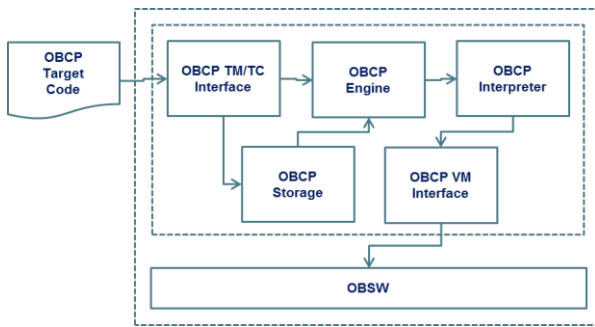 OBCP
Target
Code
OBCP TM/TC
Interface
OBCP
Engine
OBCP
Interpreter
OBCP
Storage
OBCP VM
Interface
OBSW